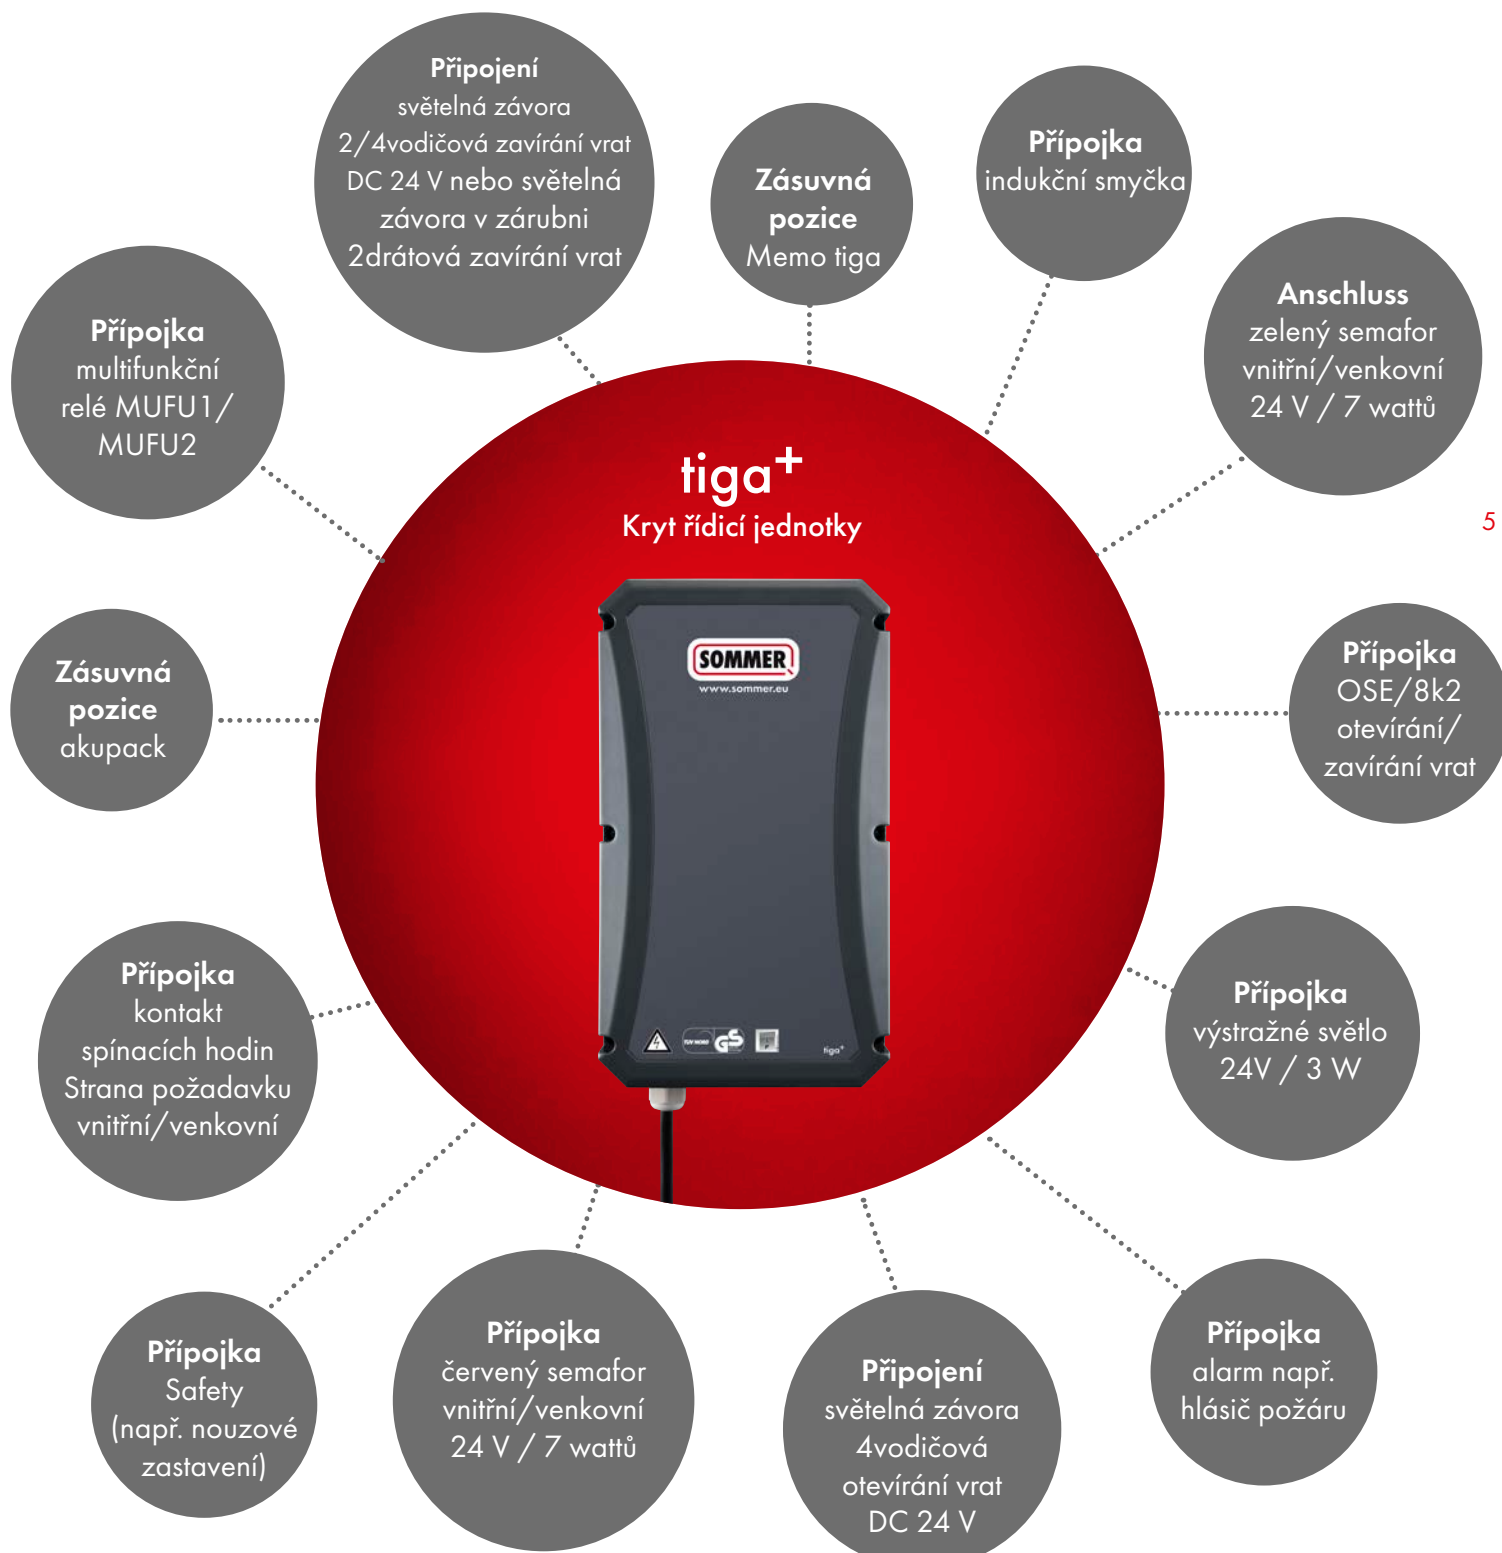 Připojení
světelná závora
2/4vodičová zavírání vrat
DC 24 V nebo světelná
závora v zárubni
2drátová zavírání vrat
Zásuvná
pozice
Memo tiga
Přípojka
indukční smyčka
Anschluss
zelený semafor
vnitřní/venkovní
24 V / 7 wattů
Přípojka
multifunkční
relé MUFU1/
MUFU2
tiga+
Kryt řídicí jednotky
5
Zásuvná
pozice
akupack
SOMMER
www.sommer.eu
Přípojka
OSE/8k2
otevírání/
zavírání vrat
Přípojka
kontakt
spínacích hodin
Strana požadavku
vnitřní/venkovní
TÜV NORD
GS
tiga+
Přípojka
výstražné světlo
24V / 3 W
Přípojka
Safety
(např. nouzové
zastavení)
Přípojka
červený semafor
vnitřní/venkovní
24 V / 7 wattů
Připojení
světelná závora
4vodičová
otevírání vrat
DC 24 V
Přípojka
alarm např.
hlásič požáru